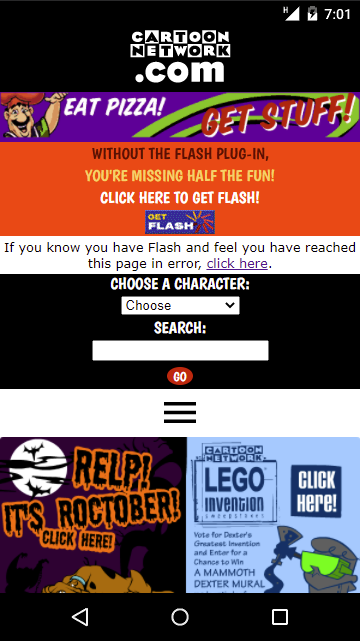 H
7:01
CARTOON
NETWORK
.com
EAT PIZZA!
GET STUFF!
WITHOUT THE FLASH PLUG-IN,
YOU'RE MISSING HALF THE FUN!
CLICK HERE TO GET FLASH!
GET
FLASH
If you know you have Flash and feel you have reached
this page in error, click here.
CHOOSE A CHARACTER:
Choose
SEARCH:
GO
RELP!
IT'S ROCTOBER!
CLICK HERE!
CARTOON
NETWORK
LEGO
invention
SWEEPSTAKES
CLICK
HERE!
Vote for Dexter's
Greatest Invention
and Enter for a
Chance to Win
A MAMMOTH
DEXTER MURAL